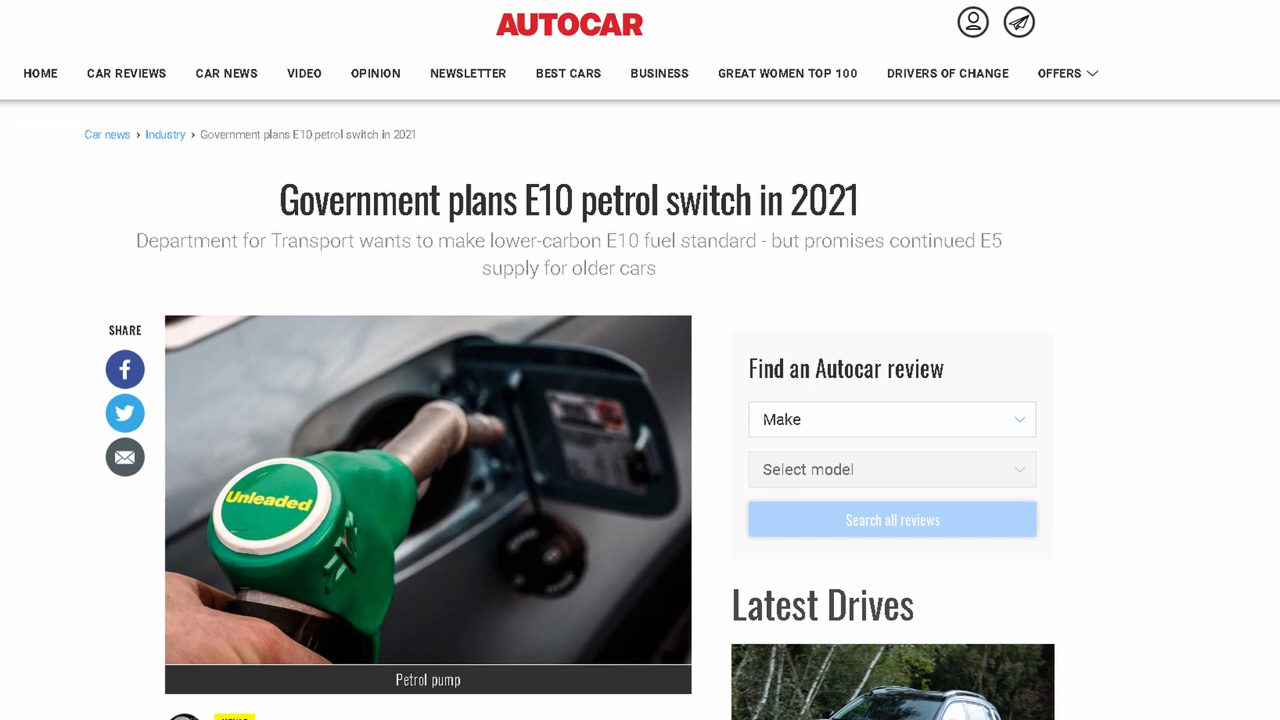 AUTOCAR
HOME CAR REVIEWS CAR NEWS VIDEO OPINION NEWSLETTER BEST CARS BUSINESS GREAT WOMEN TOP 100 DRIVERS OF CHANGE OFFERS
Car news › Industry › Government plans E10 petrol switch in 2021
Government plans E10 petrol switch in 2021
Department for Transport wants to make lower-carbon E10 fuel standard - but promises continued E5
supply for older cars
SHARE
Unleaded
Petrol pump
Find an Autocar review
Make
Select model
Search all reviews
Latest Drives